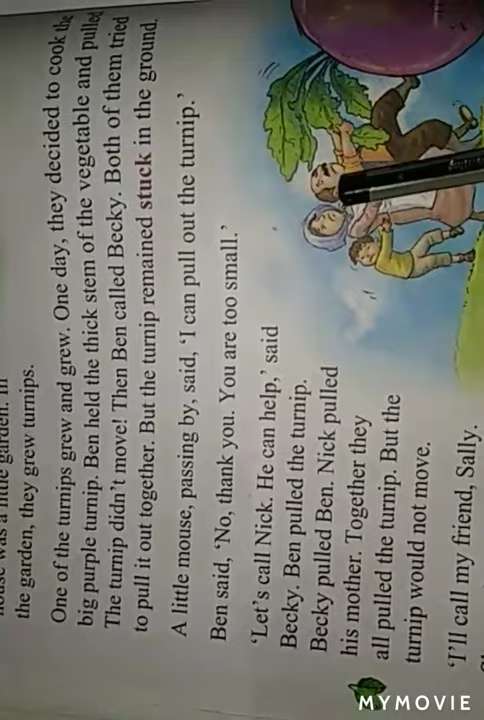 house was a little garden. In
the garden, they grew turnips.
One of the turnips grew and grew. One day, they decided to cook the
big purple turnip. Ben held the thick stem of the vegetable and pulled
The turnip didn't move! Then Ben called Becky. Both of them tried
to pull it out together. But the turnip remained stuck in the ground.
A little mouse, passing by, said, ‘I can pull out the turnip.’
Ben said, ‘No, thank you. You are too small.’
‘Let's call Nick. He can help,’ said
Becky. Ben pulled the turnip.
Becky pulled Ben. Nick pulled
his mother. Together they
all pulled the turnip. But the
turnip would not move.
‘I'll call my friend, Sally.
MYMOVIE